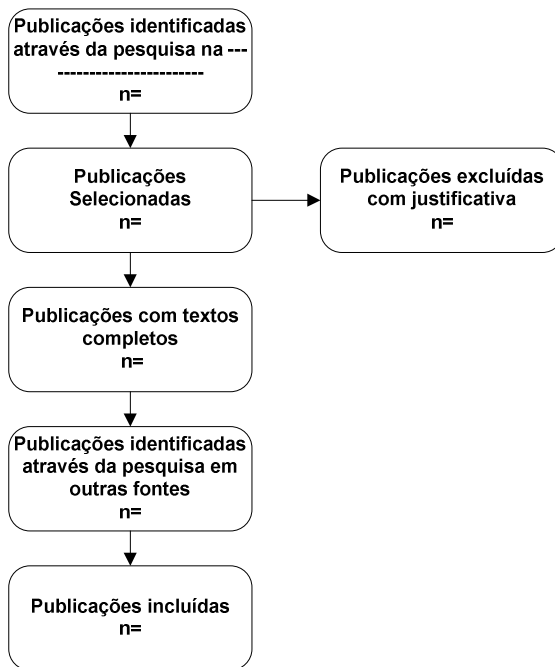 Publicações identificadas
através da pesquisa na ---
-----------------------
n=
Publicações
Selecionadas
n=
Publicações excluídas
com justificativa
n=
Publicações com textos
completos
n=
Publicações identificadas
através da pesquisa em
outras fontes
n=
Publicações incluídas
n=